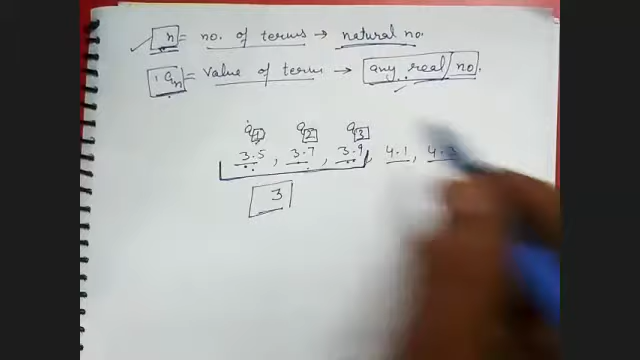 n = no. of terms → natural no.
an = value of terms → any real no.
a1 a2 a3
3.5, 3.7, 3.9, 4.1, 4.3
3